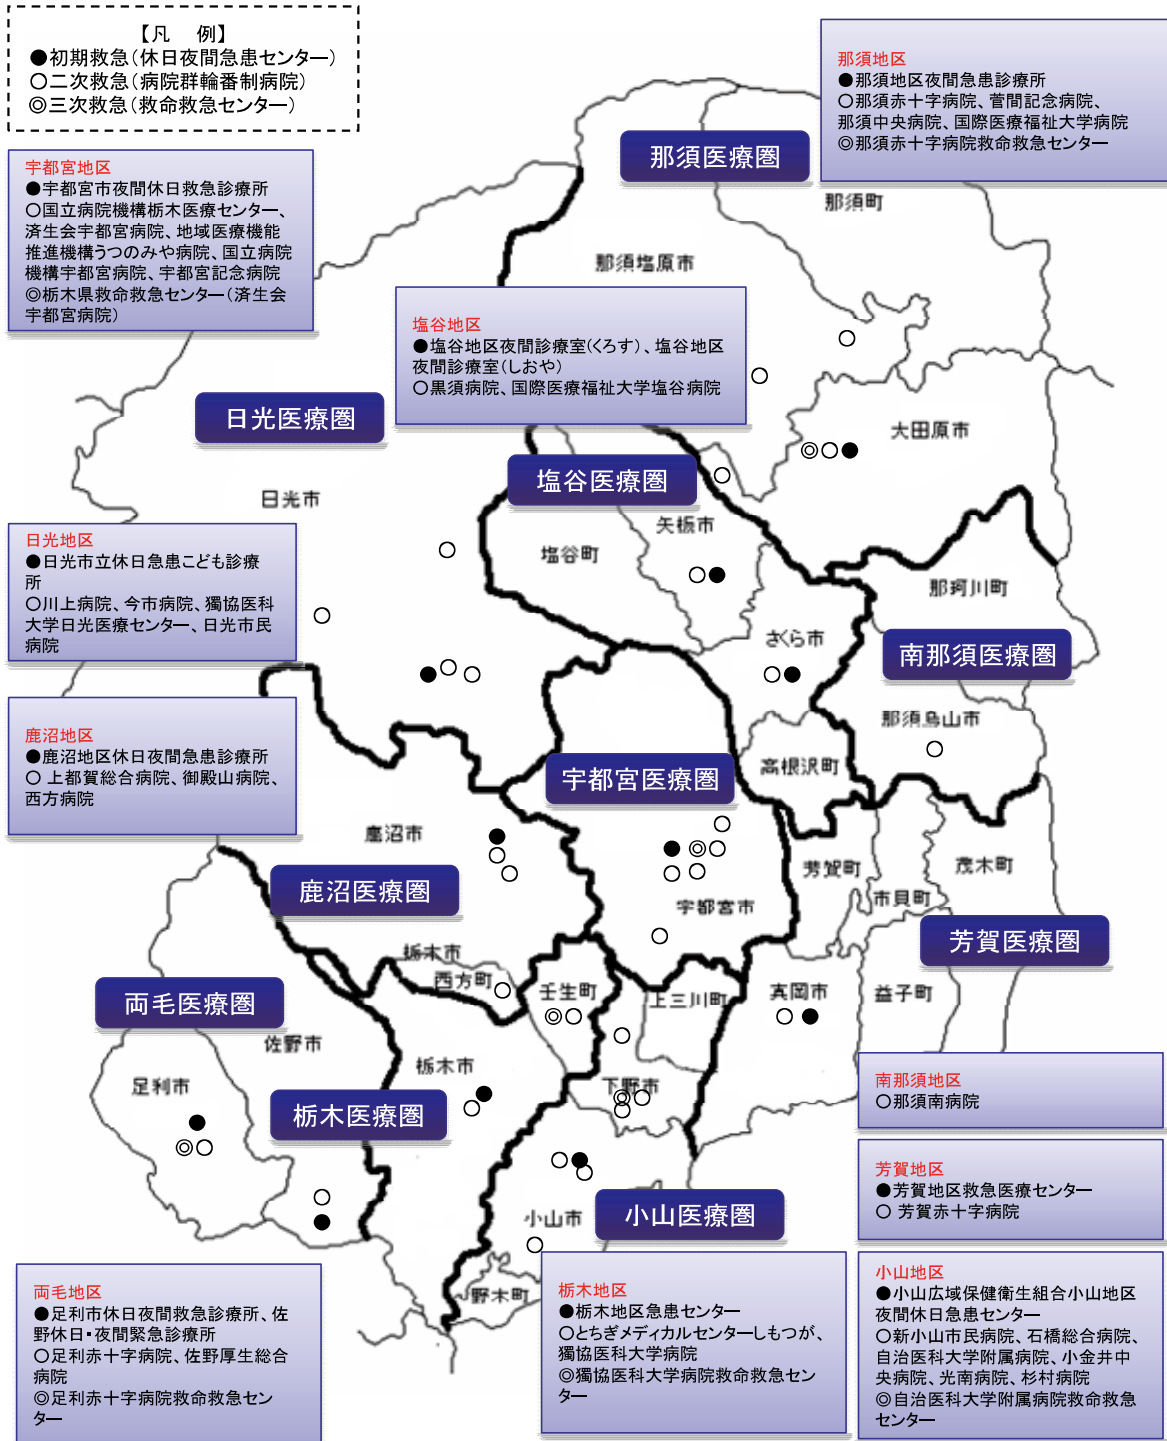 【凡　例】
●初期救急（休日夜間急患センター）
○二次救急（病院群輪番制病院）
◎三次救急（救命救急センター）
那須地区
●那須地区夜間急患診療所
○那須赤十字病院、菅間記念病院、
那須中央病院、国際医療福祉大学病院
◎那須赤十字病院救命救急センター
那須医療圏
那須町
宇都宮地区
●宇都宮市夜間休日救急診療所
○国立病院機構栃木医療センター、
済生会宇都宮病院、地域医療機能
推進機構うつのみや病院、国立病院
機構宇都宮病院、宇都宮記念病院
◎栃木県救命救急センター（済生会
宇都宮病院）
那須塩原市
塩谷地区
●塩谷地区夜間診療室（くろす）、塩谷地区
夜間診療室（しおや）
○黒須病院、国際医療福祉大学塩谷病院
日光医療圏
大田原市
塩谷医療圏
日光市
矢板市
塩谷町
日光地区
●日光市立休日急患こども診療
所
○川上病院、今市病院、獨協医科
大学日光医療センター、日光市民
病院
那珂川町
さくら市
南那須医療圏
那須烏山市
鹿沼地区
●鹿沼地区休日夜間急患診療所
○ 上都賀総合病院、御殿山病院、
西方病院
宇都宮医療圏
高根沢町
鹿沼市
芳賀町
茂木町
鹿沼医療圏
市貝町
宇都宮市
芳賀医療圏
栃木市
西方町
壬生町
上三川町
真岡市
益子町
両毛医療圏
佐野市
栃木市
足利市
下野市
栃木医療圏
南那須地区
○那須南病院
芳賀地区
●芳賀地区救急医療センター
○ 芳賀赤十字病院
小山市
小山医療圏
野木町
両毛地区
●足利市休日夜間救急診療所、佐
野休日・夜間緊急診療所
○足利赤十字病院、佐野厚生総合
病院
◎足利赤十字病院救命救急セン
ター
栃木地区
●栃木地区急患センター
○とちぎメディカルセンターしもつが、
獨協医科大学病院
◎獨協医科大学病院救命救急セン
ター
小山地区
●小山広域保健衛生組合小山地区
夜間休日急患センター
○新小山市民病院、石橋総合病院、
自治医科大学附属病院、小金井中
央病院、光南病院、杉村病院
◎自治医科大学附属病院救命救急
センター